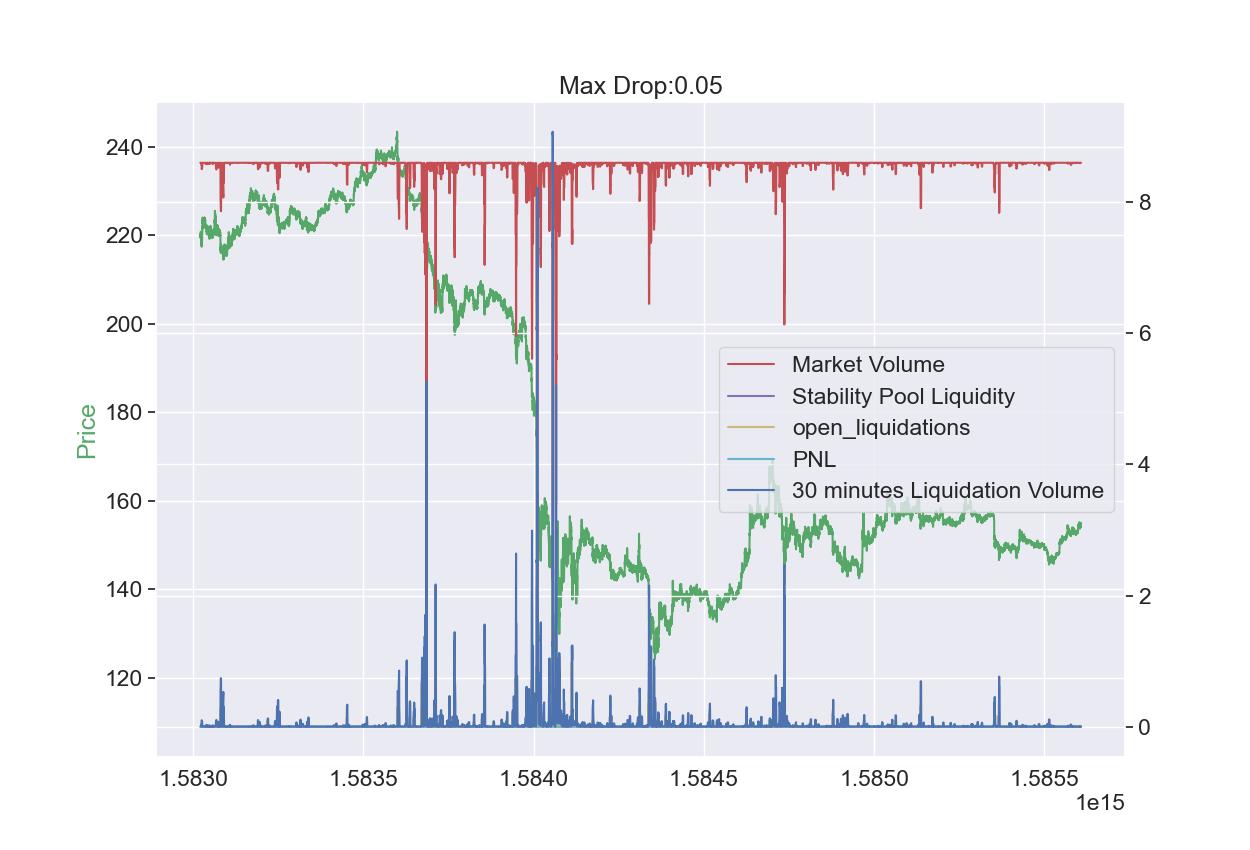 Max Drop:0.05
240
220
200
180
160
140
120
Price
8
6
4
2
0
Market Volume
Stability Pool Liquidity
open_liquidations
PNL
30 minutes Liquidation Volume
1.5830 1.5835 1.5840 1.5845 1.5850 1.5855
1e15